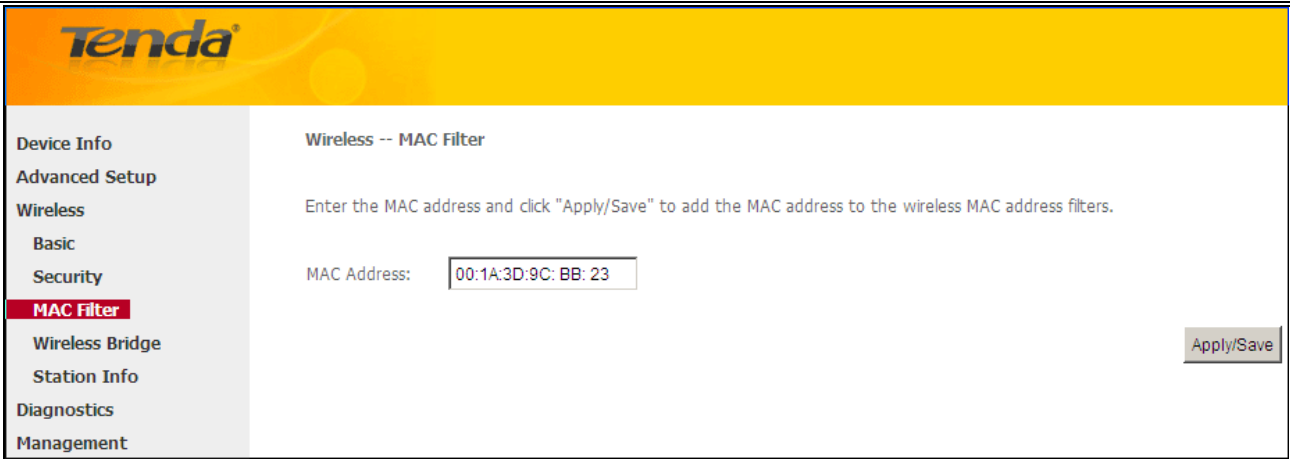 Tenda®
Device Info
Advanced Setup
Wireless
Basic
Security
MAC Filter
Wireless Bridge
Station Info
Diagnostics
Management
Wireless -- MAC Filter
Enter the MAC address and click "Apply/Save" to add the MAC address to the wireless MAC address filters.
MAC Address: 00:1A:3D:9C: BB: 23
Apply/Save